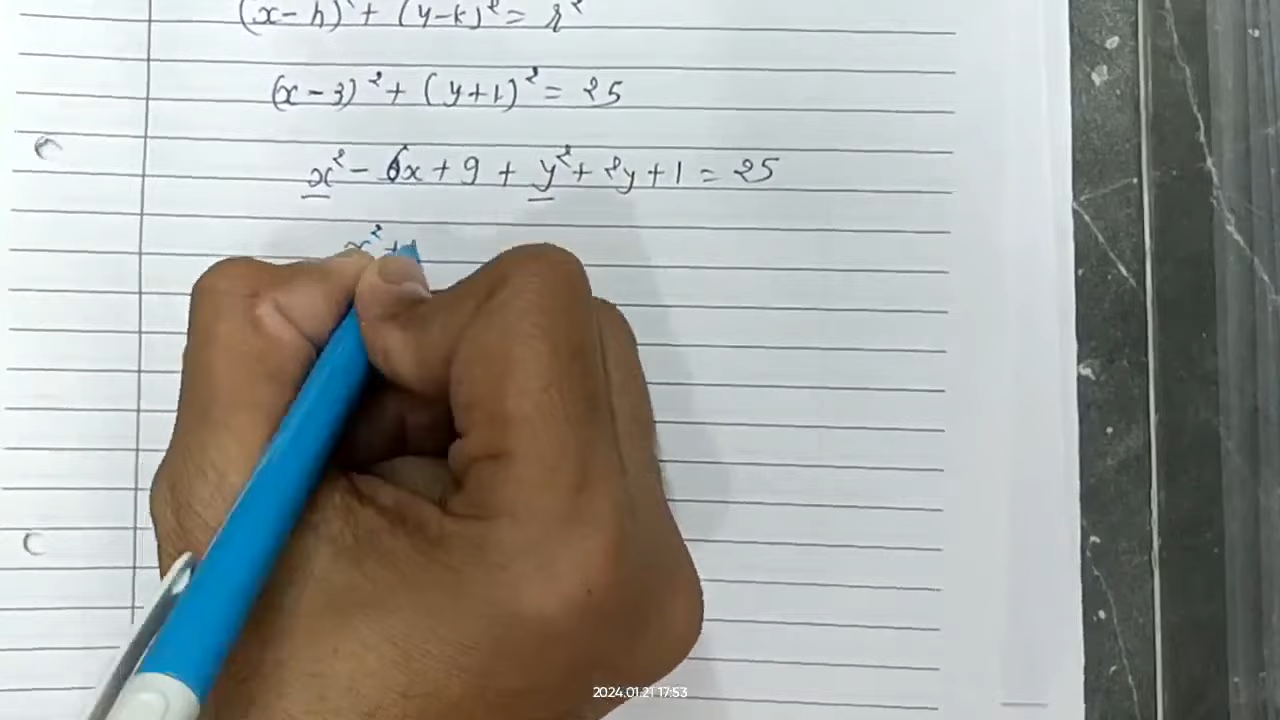 (x-h)² + (y-k)² = r²
(x-3)² + (y+1)² = 25
x² - 6x + 9 + y² + 2y + 1 = 25
x² +
2024.01.21 17:53